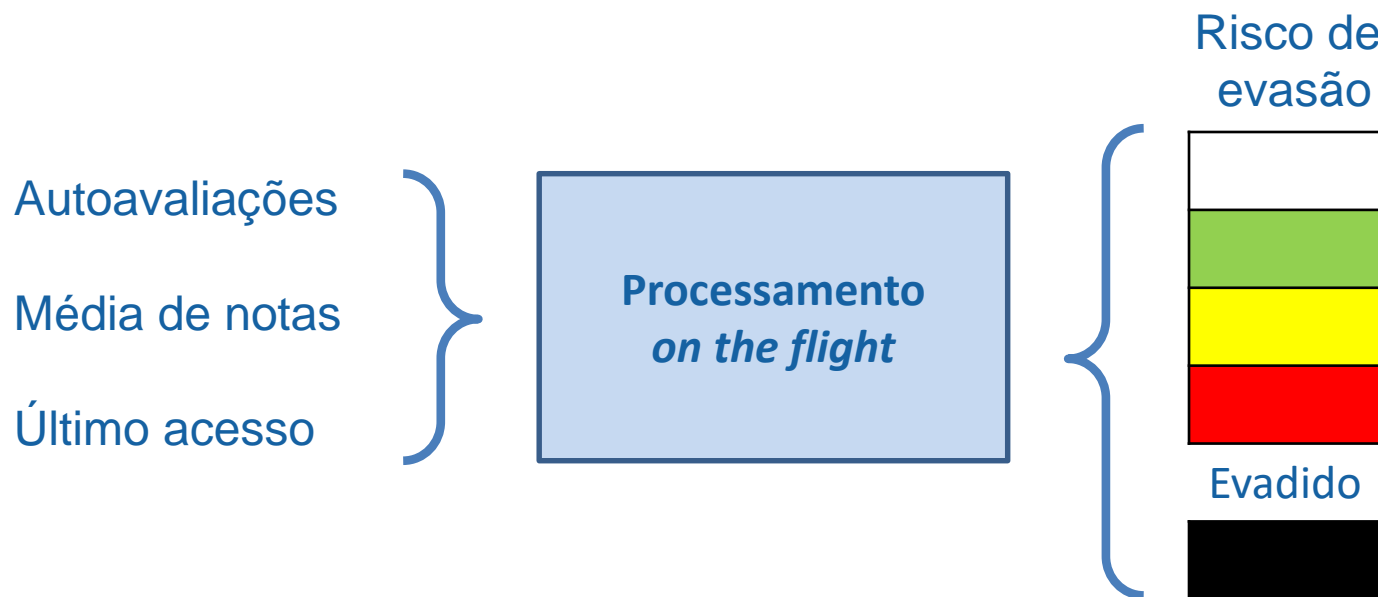 Risco de
evasão
Autoavaliações
Média de notas
Último acesso
Processamento
on the flight
Evadido